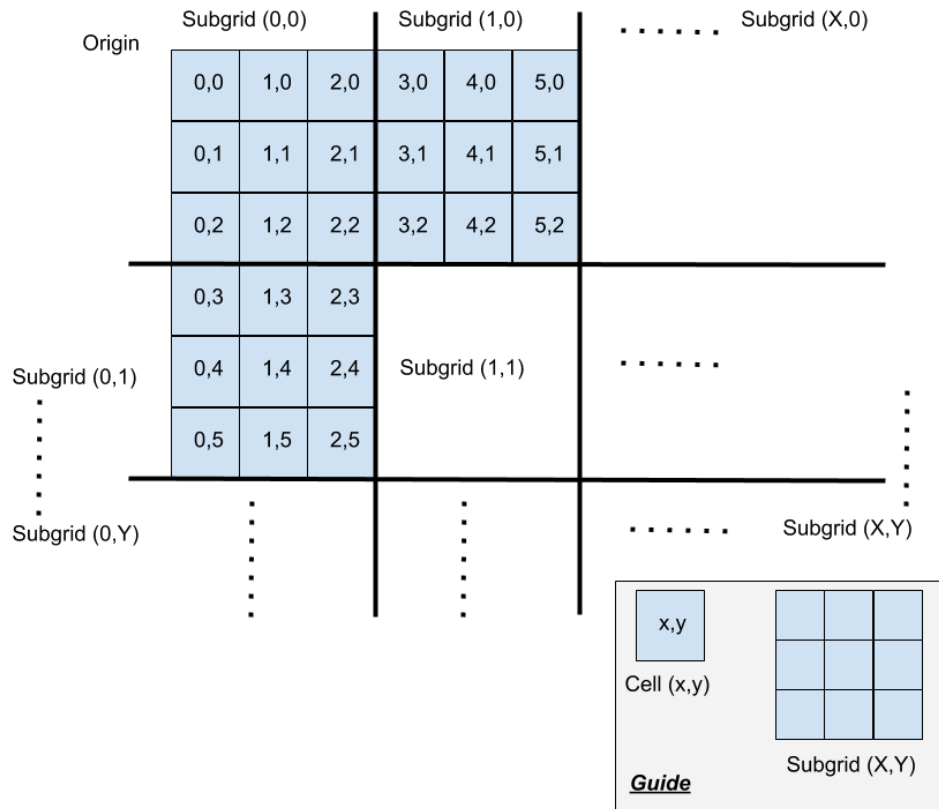 Subgrid (0,0) Subgrid (1,0) Subgrid (X,0)
Origin
0,0 1,0 2,0 3,0 4,0 5,0
0,1 1,1 2,1 3,1 4,1 5,1
0,2 1,2 2,2 3,2 4,2 5,2
0,3 1,3 2,3
0,4 1,4 2,4 Subgrid (1,1)
Subgrid (0,1)
0,5 1,5 2,5
Subgrid (0,Y) Subgrid (X,Y)
x,y
Cell (x,y)
Subgrid (X,Y)
Guide